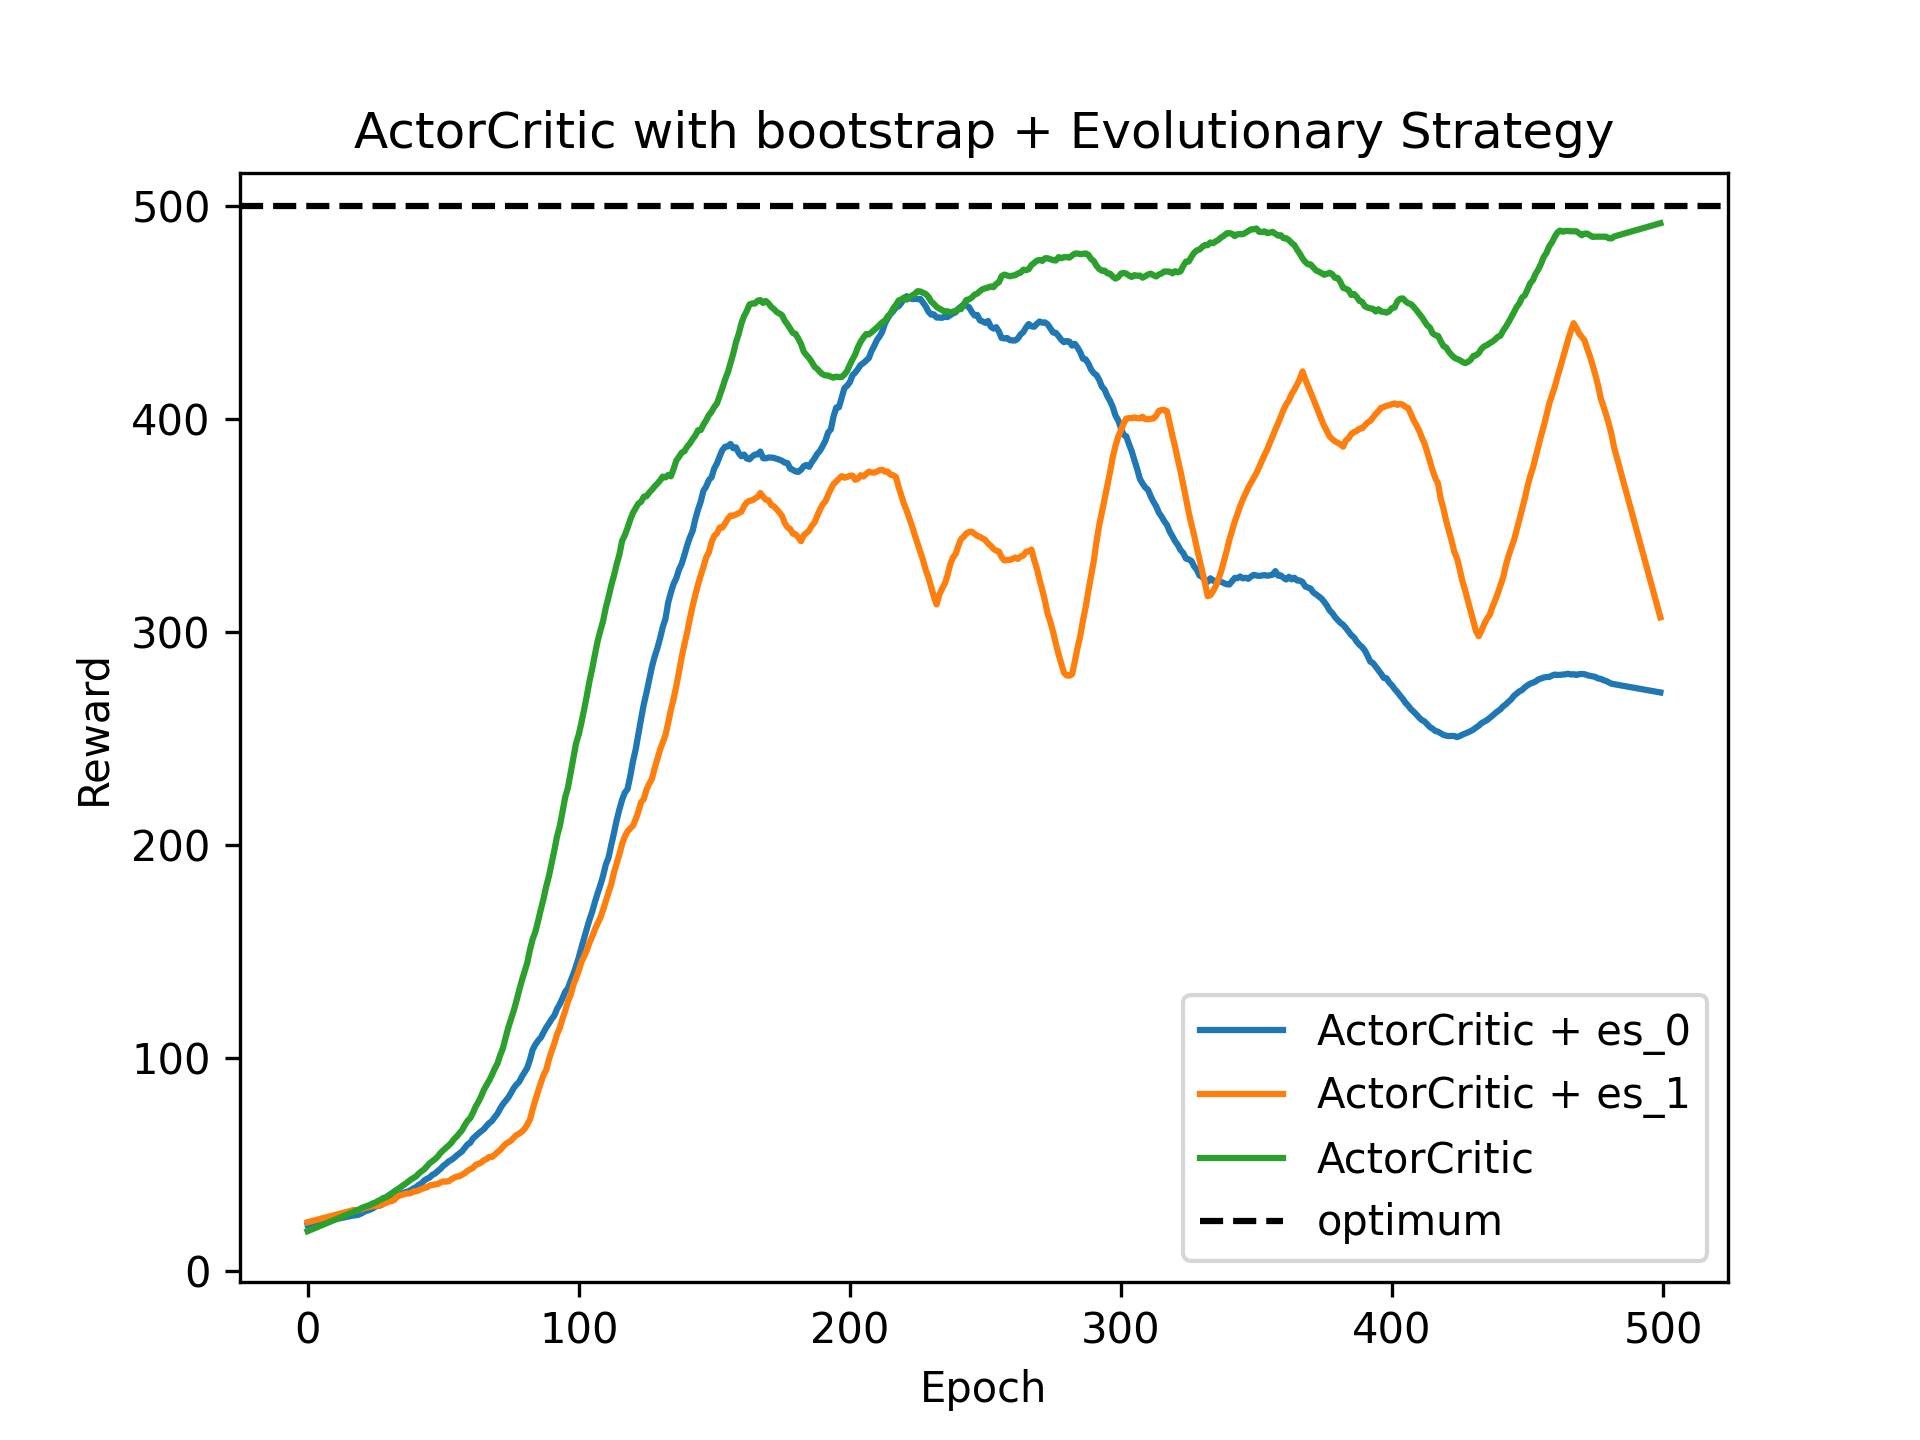 ActorCritic with bootstrap + Evolutionary Strategy
500
400
300
200
100
0
Reward
0 100 200 300 400 500
Epoch
ActorCritic + es_0
ActorCritic + es_1
ActorCritic
optimum